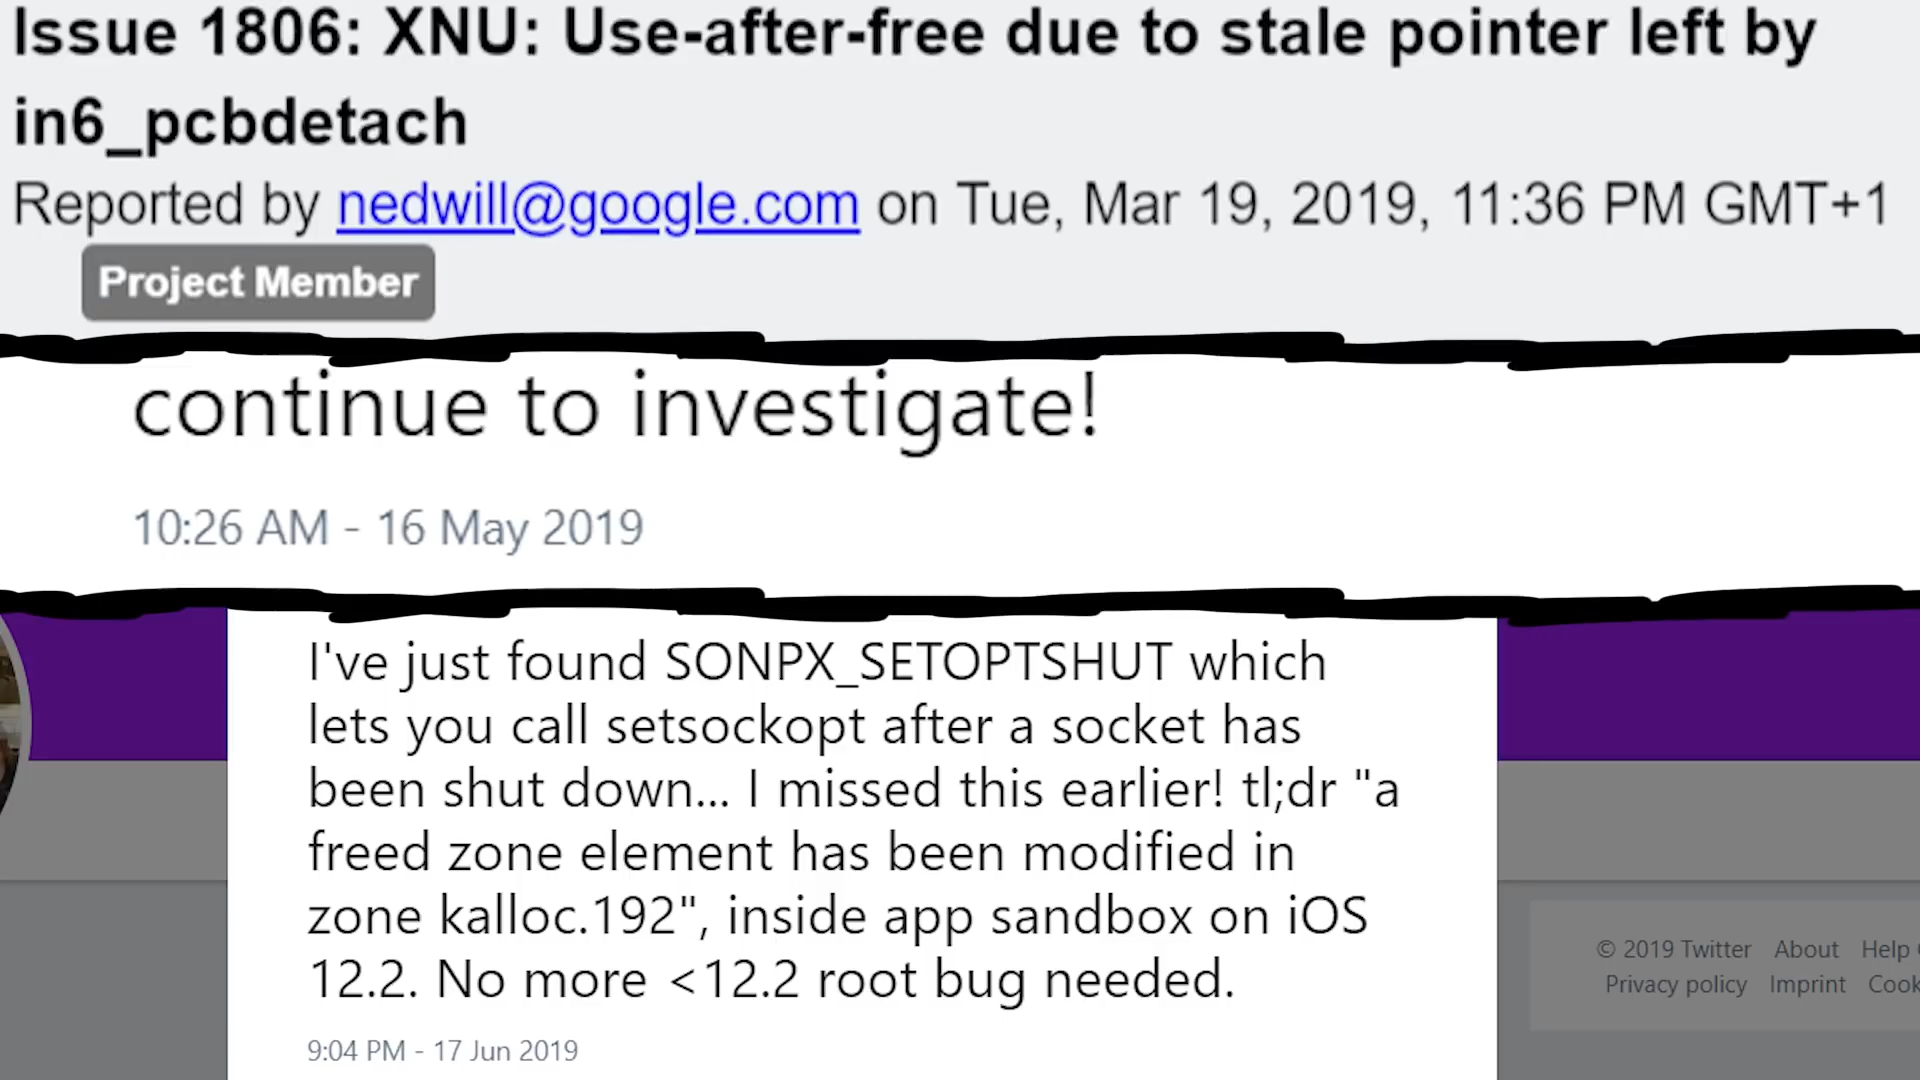 Issue 1806: XNU: Use-after-free due to stale pointer left by
in6_pcbdetach
Reported by nedwill@google.com on Tue, Mar 19, 2019, 11:36 PM GMT+1
Project Member
continue to investigate!
10:26 AM - 16 May 2019
I've just found SONPX_SETOPTSHUT which
lets you call setsockopt after a socket has
been shut down... I missed this earlier! tl;dr "a
freed zone element has been modified in
zone kalloc.192", inside app sandbox on iOS
12.2. No more <12.2 root bug needed.
9:04 PM - 17 Jun 2019
© 2019 Twitter About Help
Privacy policy Imprint Cook